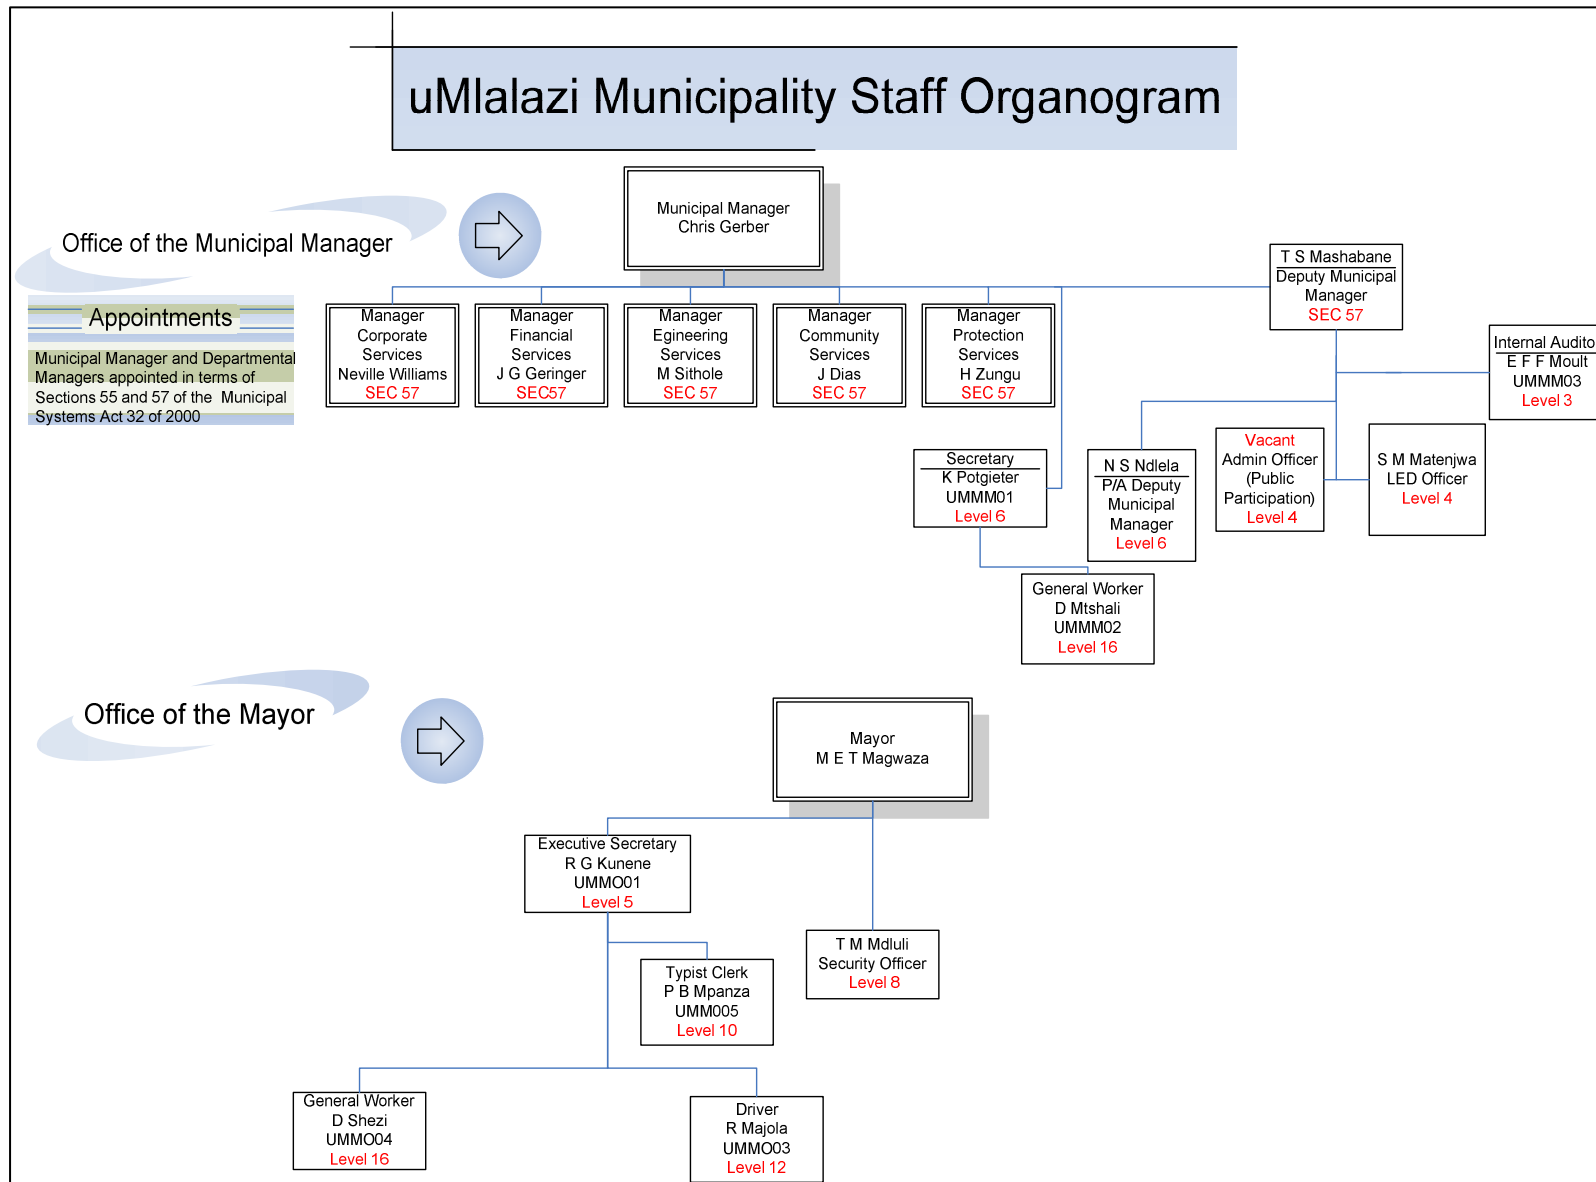 uMlalazi Municipality Staff Organogram
Office of the Municipal Manager
Municipal Manager
Chris Gerber
T S Mashabane
Deputy Municipal
Manager
SEC 57
Appointments
Municipal Manager and Departmental
Managers appointed in terms of
Sections 55 and 57 of the Municipal
Systems Act 32 of 2000
Manager
Corporate
Services
Neville Williams
SEC 57
Manager
Financial
Services
J G Geringer
SEC57
Manager
Egineering
Services
M Sithole
SEC 57
Manager
Community
Services
J Dias
SEC 57
Manager
Protection
Services
H Zungu
SEC 57
Internal Audito
E F F Moult
UMMM03
Level 3
Secretary
K Potgieter
UMMM01
Level 6
N S Ndlela
P/A Deputy
Municipal
Manager
Level 6
Vacant
Admin Officer
(Public
Participation)
Level 4
S M Matenjwa
LED Officer
Level 4
General Worker
D Mtshali
UMMM02
Level 16
Office of the Mayor
Mayor
M E T Magwaza
Executive Secretary
R G Kunene
UMMO01
Level 5
T M Mdluli
Security Officer
Level 8
Typist Clerk
P B Mpanza
UMM005
Level 10
General Worker
D Shezi
UMMO04
Level 16
Driver
R Majola
UMMO03
Level 12